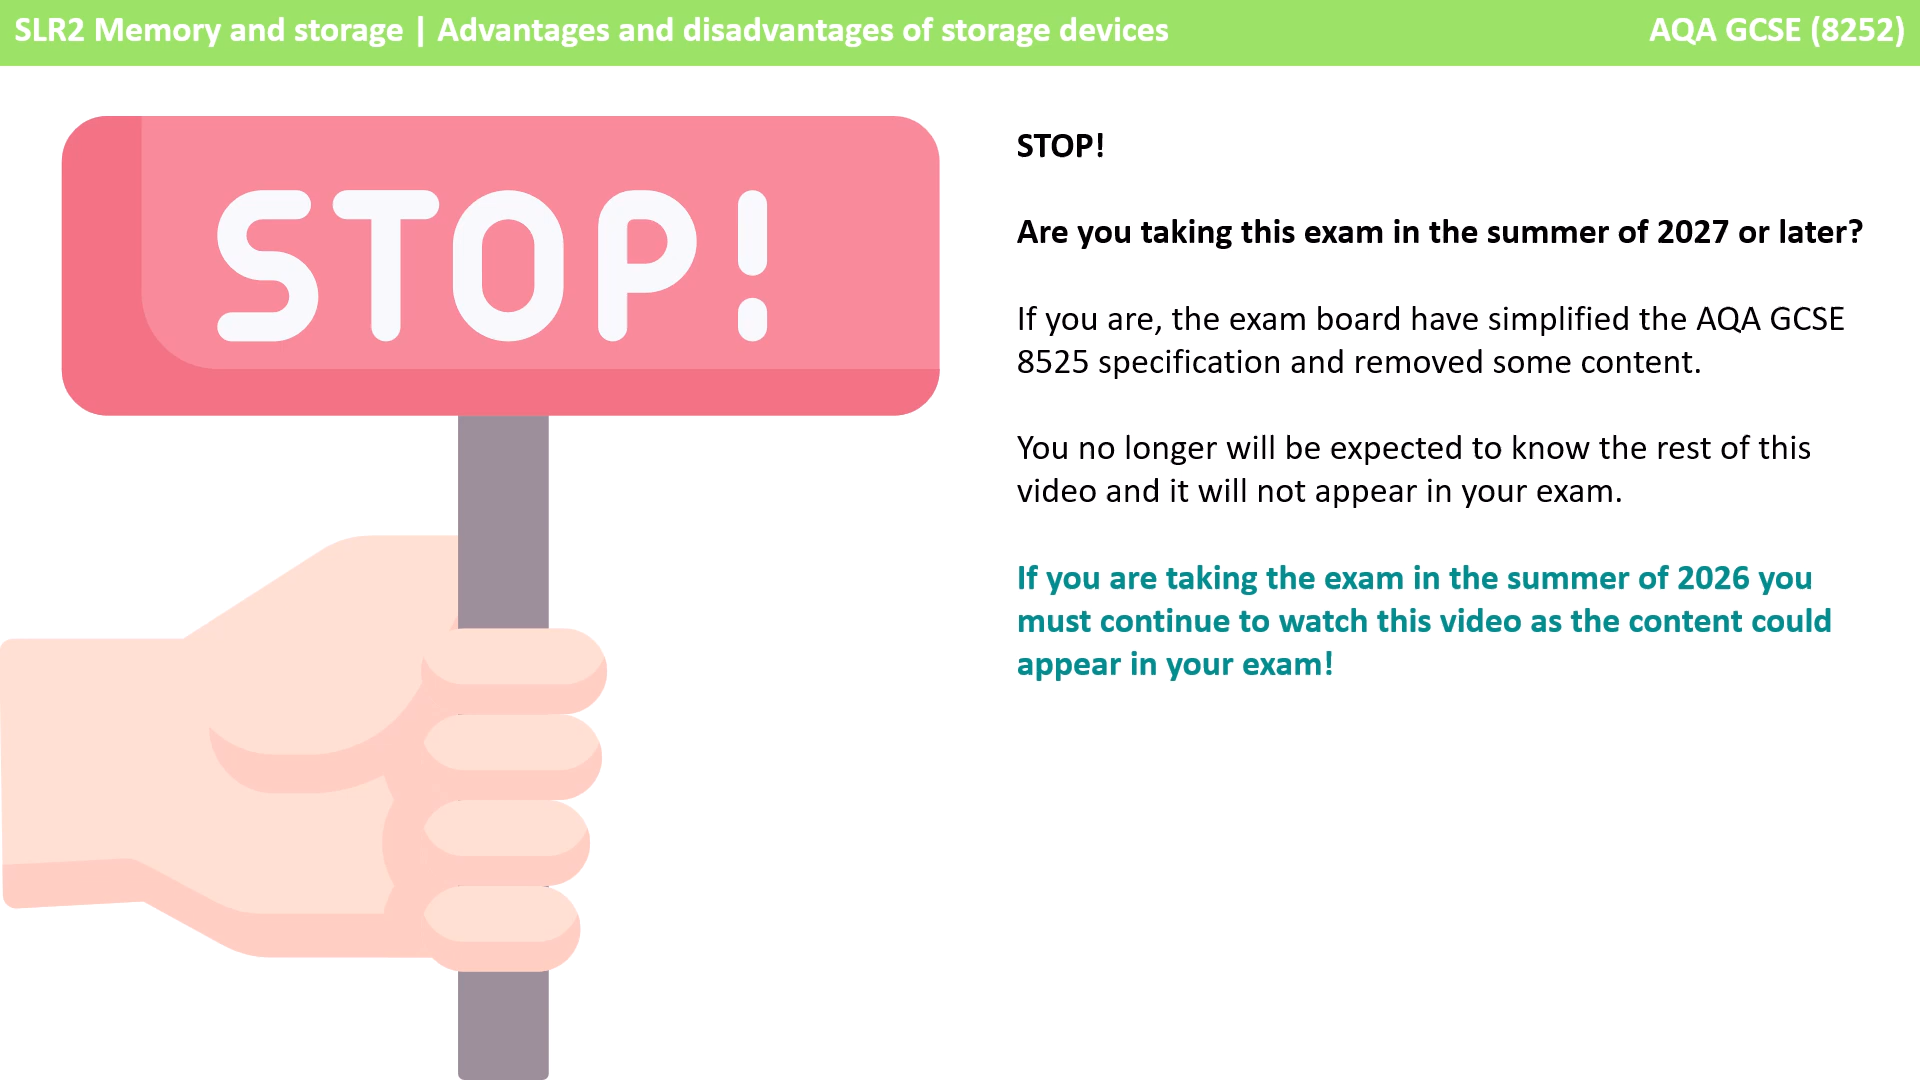 SLR2 Memory and storage | Advantages and disadvantages of storage devices
AQA GCSE (8252)
STOP!
STOP!
Are you taking this exam in the summer of 2027 or later?
If you are, the exam board have simplified the AQA GCSE
8525 specification and removed some content.
You no longer will be expected to know the rest of this
video and it will not appear in your exam.
If you are taking the exam in the summer of 2026 you
must continue to watch this video as the content could
appear in your exam!